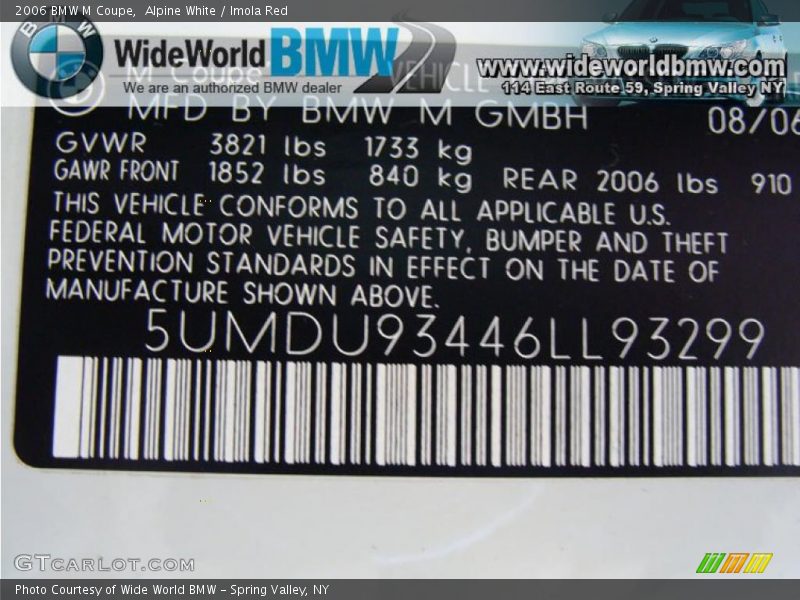 2006 BMW M Coupe, Alpine White / Imola Red
BMW
WideWorld BMW
We are an authorized BMW dealer
www.wideworldbmw.com
114 East Route 59, Spring Valley NY
M Coupe VEHICLE
MFD BY BMW M GMBH 08/06
GVWR 3821 lbs 1733 kg
GAWR FRONT 1852 lbs 840 kg REAR 2006 lbs 910
THIS VEHICLE CONFORMS TO ALL APPLICABLE U.S.
FEDERAL MOTOR VEHICLE SAFETY, BUMPER AND THEFT
PREVENTION STANDARDS IN EFFECT ON THE DATE OF
MANUFACTURE SHOWN ABOVE.
5UMDU93446LL93299
GTCARLOT.COM
Photo Courtesy of Wide World BMW - Spring Valley, NY